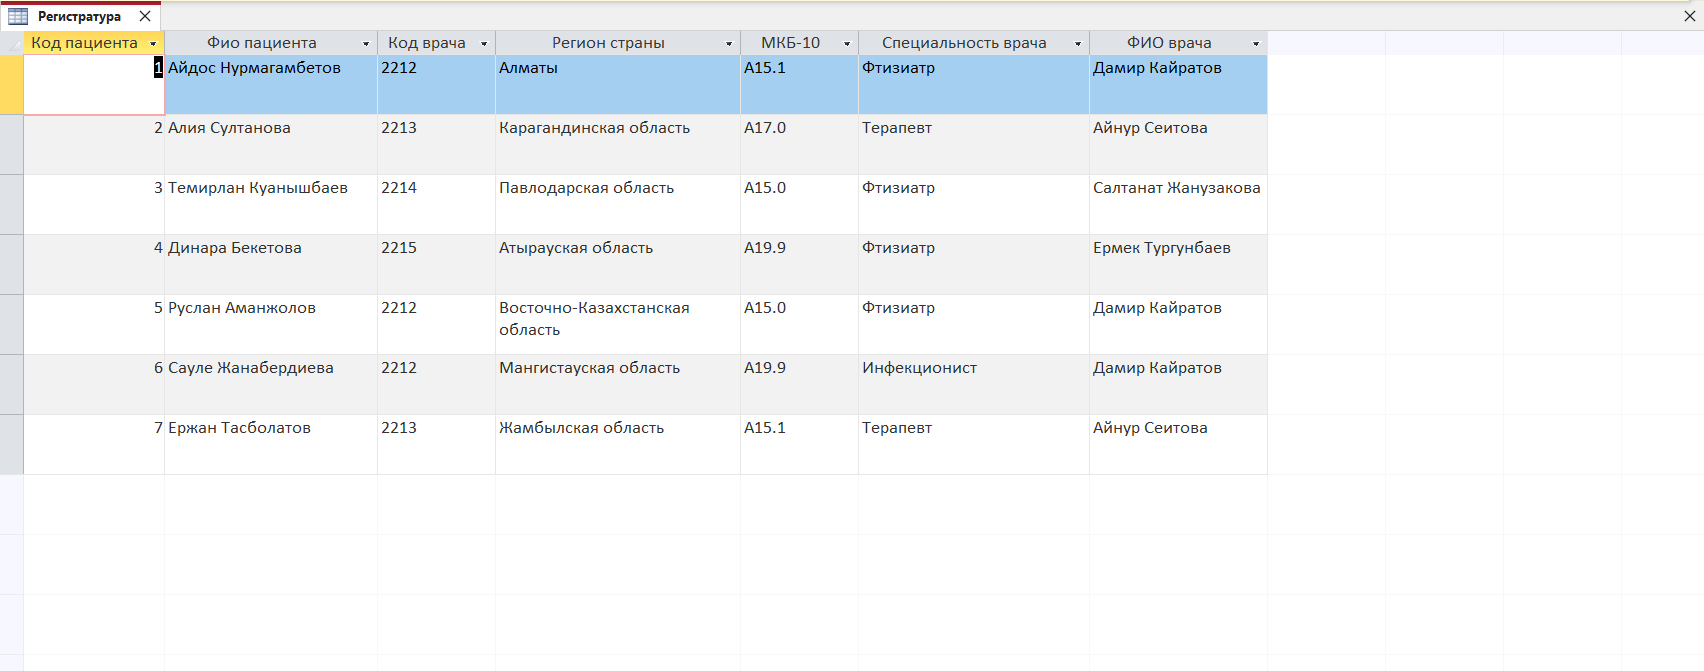 Регистратура
Код пациента Фио пациента Код врача Регион страны МКБ-10 Специальность врача ФИО врача
1 Айдос Нурмагамбетов 2212 Алматы A15.1 Фтизиатр Дамир Кайратов
2 Алия Султанова 2213 Карагандинская область A17.0 Терапевт Айнур Сеитова
3 Темирлан Куанышбаев 2214 Павлодарская область A15.0 Фтизиатр Салтанат Жанузакова
4 Динара Бекетова 2215 Атырауская область A19.9 Фтизиатр Ермек Тургунбаев
5 Руслан Аманжолов 2212 Восточно-Казахстанская A15.0 Фтизиатр Дамир Кайратов
область
6 Сауле Жанабердиева 2212 Мангистауская область A19.9 Инфекционист Дамир Кайратов
7 Ержан Тасболатов 2213 Жамбылская область A15.1 Терапевт Айнур Сеитова